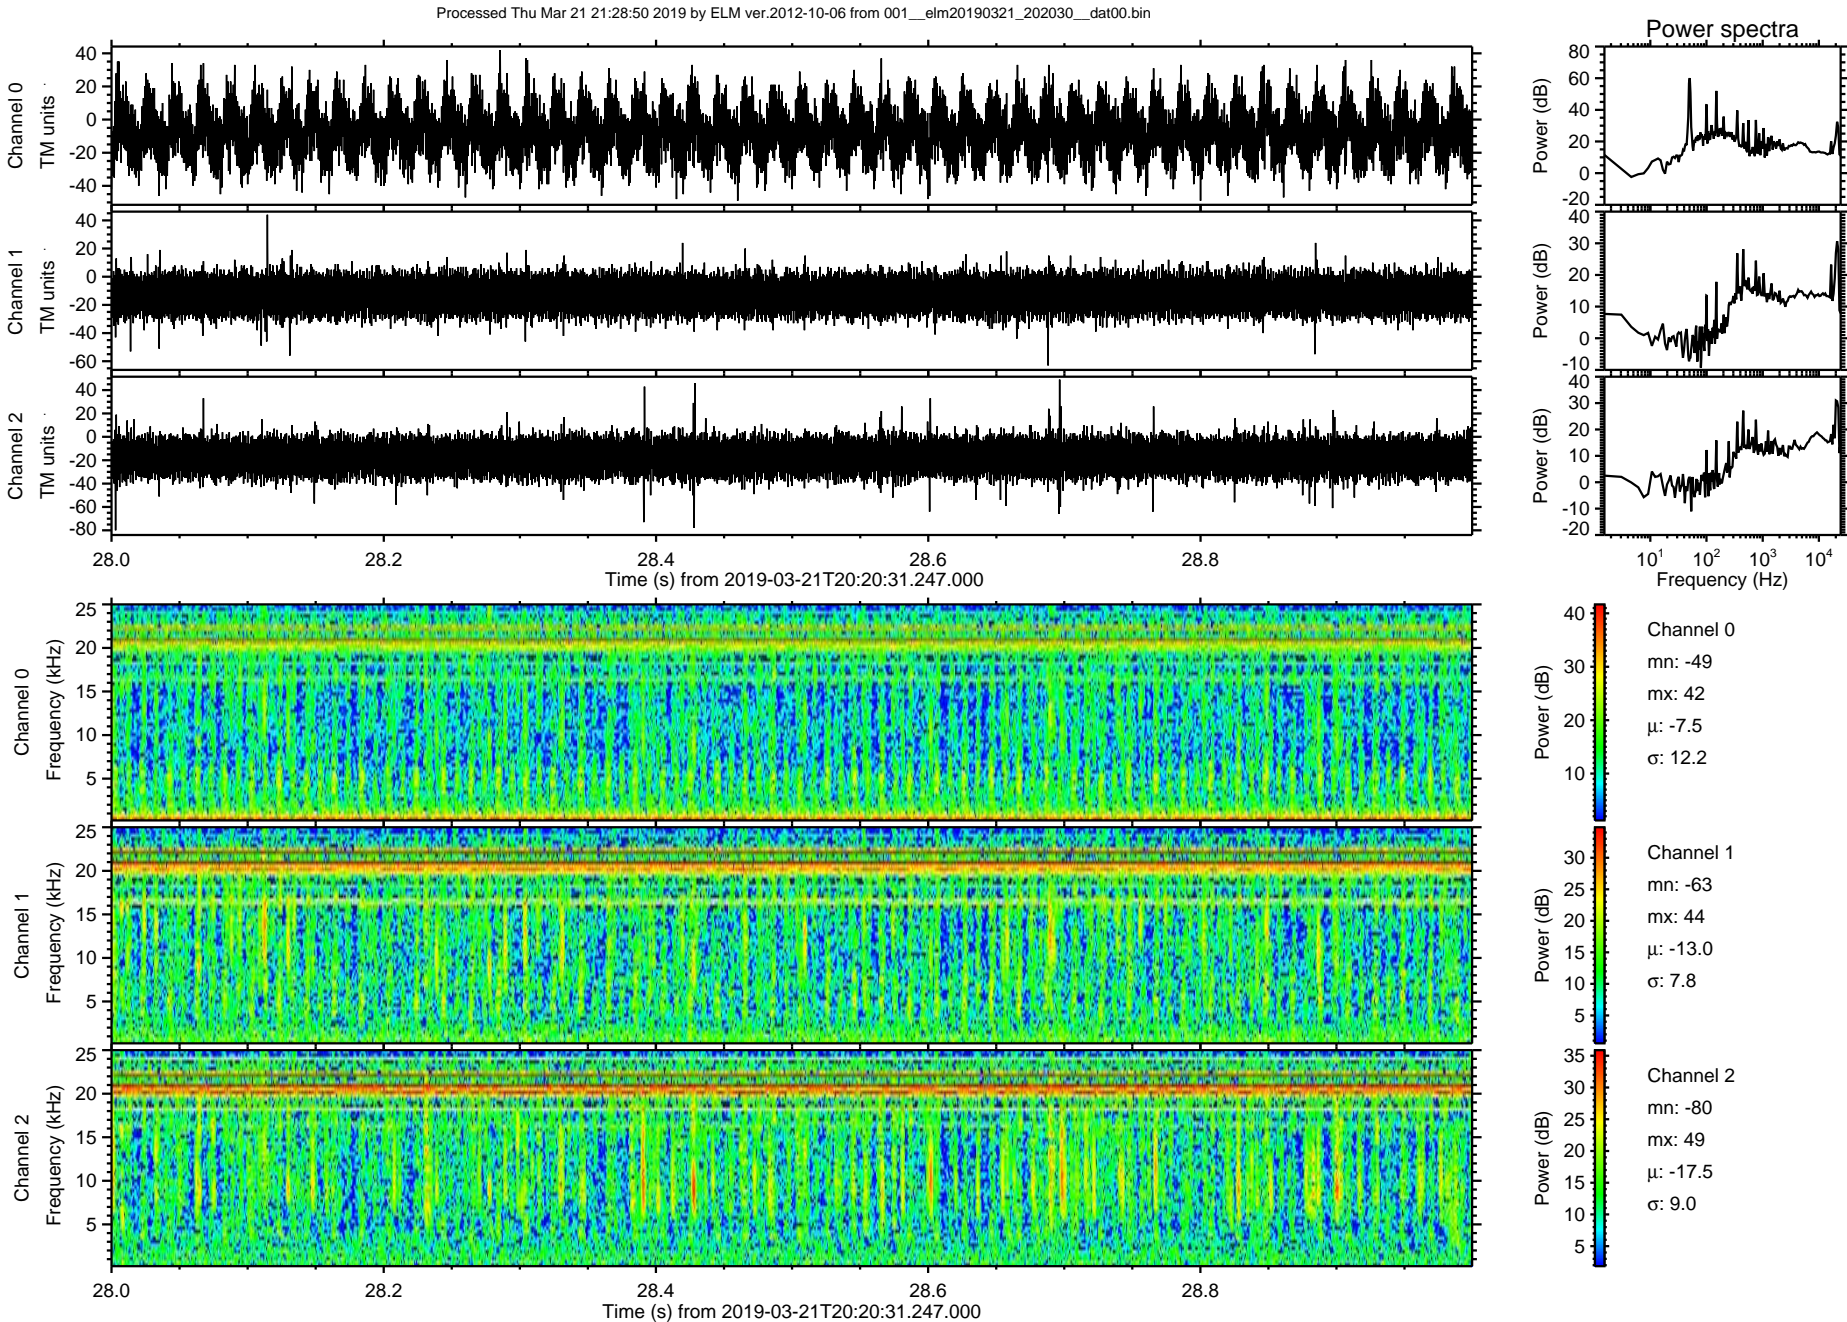 Processed Thu Mar 21 21:28:50 2019 by ELM ver.2012-10-06 from 001__elm20190321_202030__dat00.bin
Power spectra
Channel 0
TM units
40
20
0
-20
-40
Power (dB)
80
60
40
20
0
-20
Channel 1
TM units
40
20
0
-20
-40
-60
Power (dB)
40
30
20
10
0
-10
Channel 2
TM units
40
20
0
-20
-40
-60
-80
Power (dB)
40
30
20
10
0
-10
-20
28.0 28.2 28.4 28.6 28.8
Time (s) from 2019-03-21T20:20:31.247.000
10¹ 10² 10³ 10⁴
Frequency (Hz)
Channel 0
Frequency (kHz)
25
20
15
10
5
Power (dB)
40
30
20
10
Channel 0
mn: -49
mx: 42
μ: -7.5
σ: 12.2
Channel 1
Frequency (kHz)
25
20
15
10
5
Power (dB)
30
25
20
15
10
5
Channel 1
mn: -63
mx: 44
μ: -13.0
σ: 7.8
Channel 2
Frequency (kHz)
25
20
15
10
5
Power (dB)
35
30
25
20
15
10
5
Channel 2
mn: -80
mx: 49
μ: -17.5
σ: 9.0
28.0 28.2 28.4 28.6 28.8
Time (s) from 2019-03-21T20:20:31.247.000